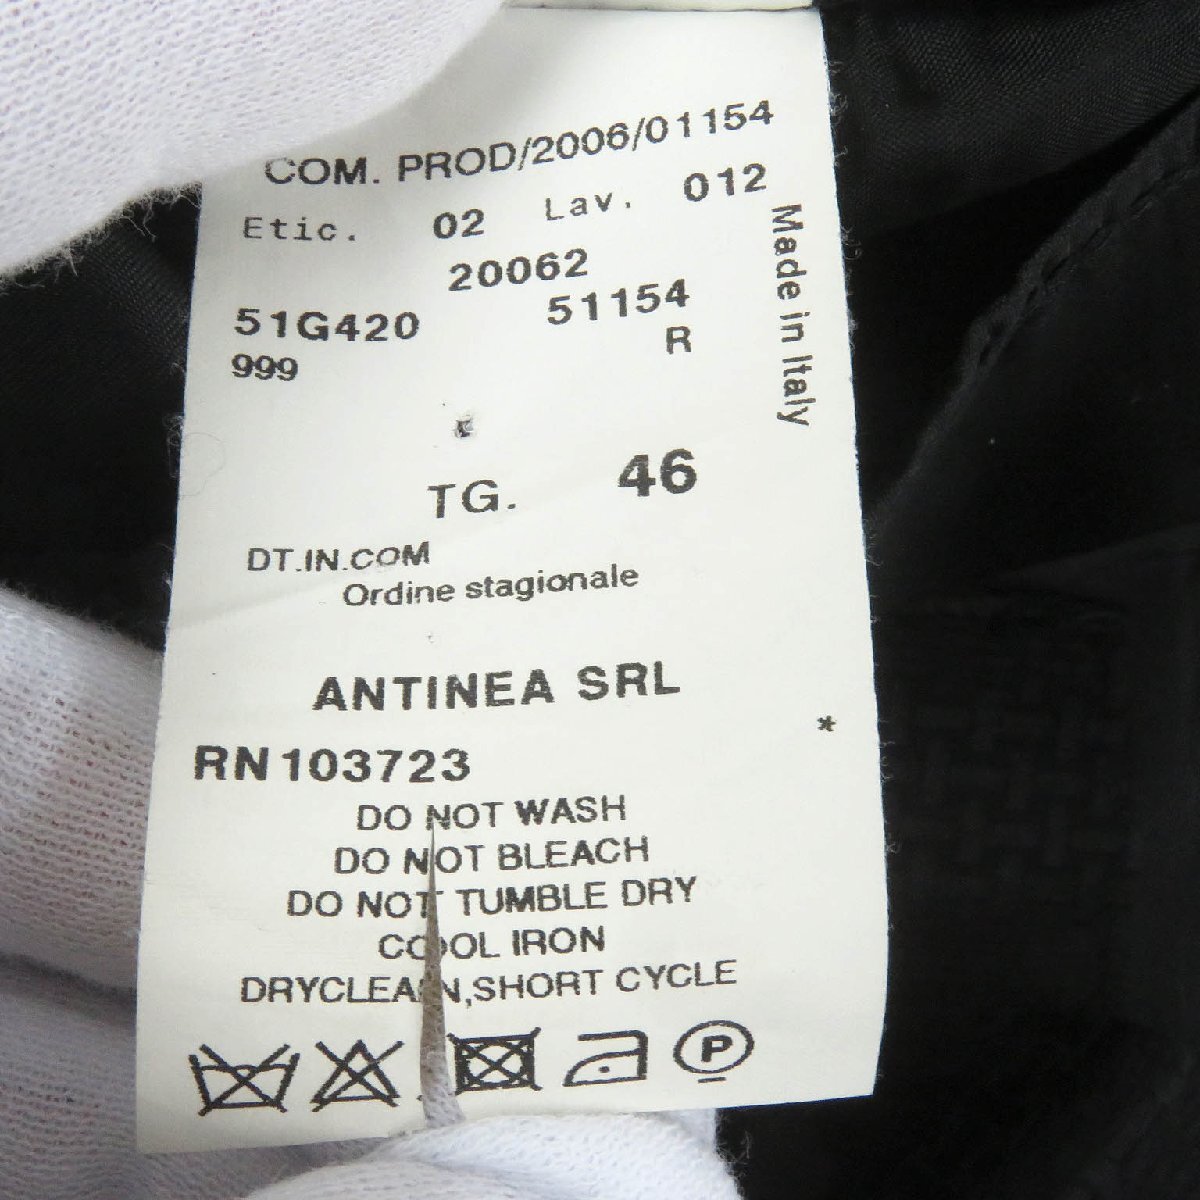 COM. PROD/2006/01154
Etic. 02 Lav. 012
20062
51G420 51154
999 R
Made in Italy
TG. 46
DT.IN.COM
Ordine stagionale
ANTINEA SRL
*
RN103723
DO NOT WASH
DO NOT BLEACH
DO NOT TUMBLE DRY
COOL IRON
DRYCLEAN,SHORT CYCLE
P